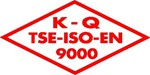 K - Q
TSE-ISO-EN
9000